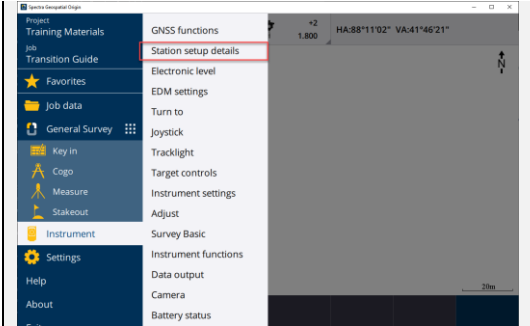 Spectra Geospatial Origin
Project
Training Materials
Job
Transition Guide
Favorites
Job data
General Survey
Key in
Cogo
Measure
Stakeout
Instrument
Settings
Help
About
GNSS functions
Station setup details
Electronic level
EDM settings
Turn to
Joystick
Tracklight
Target controls
Instrument settings
Adjust
Survey Basic
Instrument functions
Data output
Camera
Battery status
+2
1.800
HA:88°11'02" VA:41°46'21"
N
20m